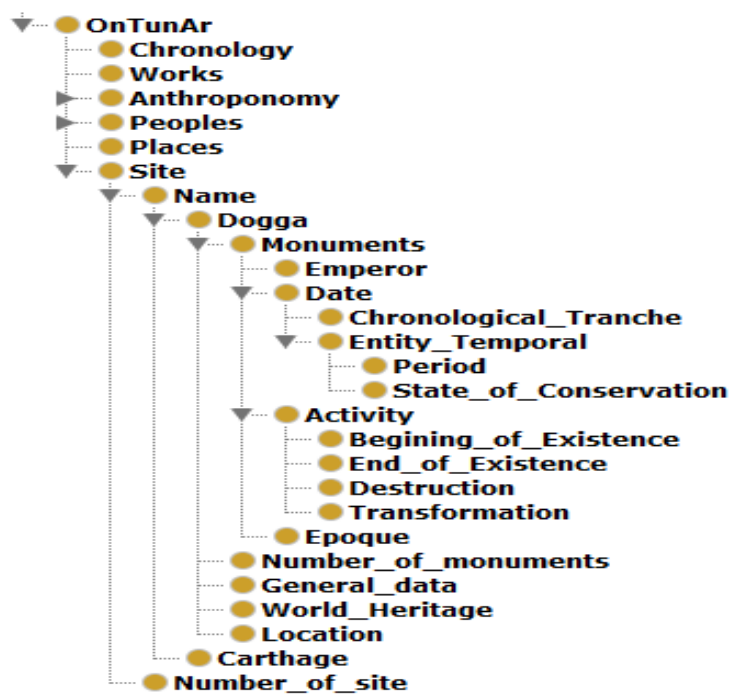 OnTunAr
Chronology
Works
Anthroponomy
Peoples
Places
Site
Name
Dogga
Monuments
Emperor
Date
Chronological_Tranche
Entity_Temporal
Period
State_of_Conservation
Activity
Begining_of_Existence
End_of_Existence
Destruction
Transformation
Epoque
Number_of_monuments
General_data
World_Heritage
Location
Carthage
Number_of_site